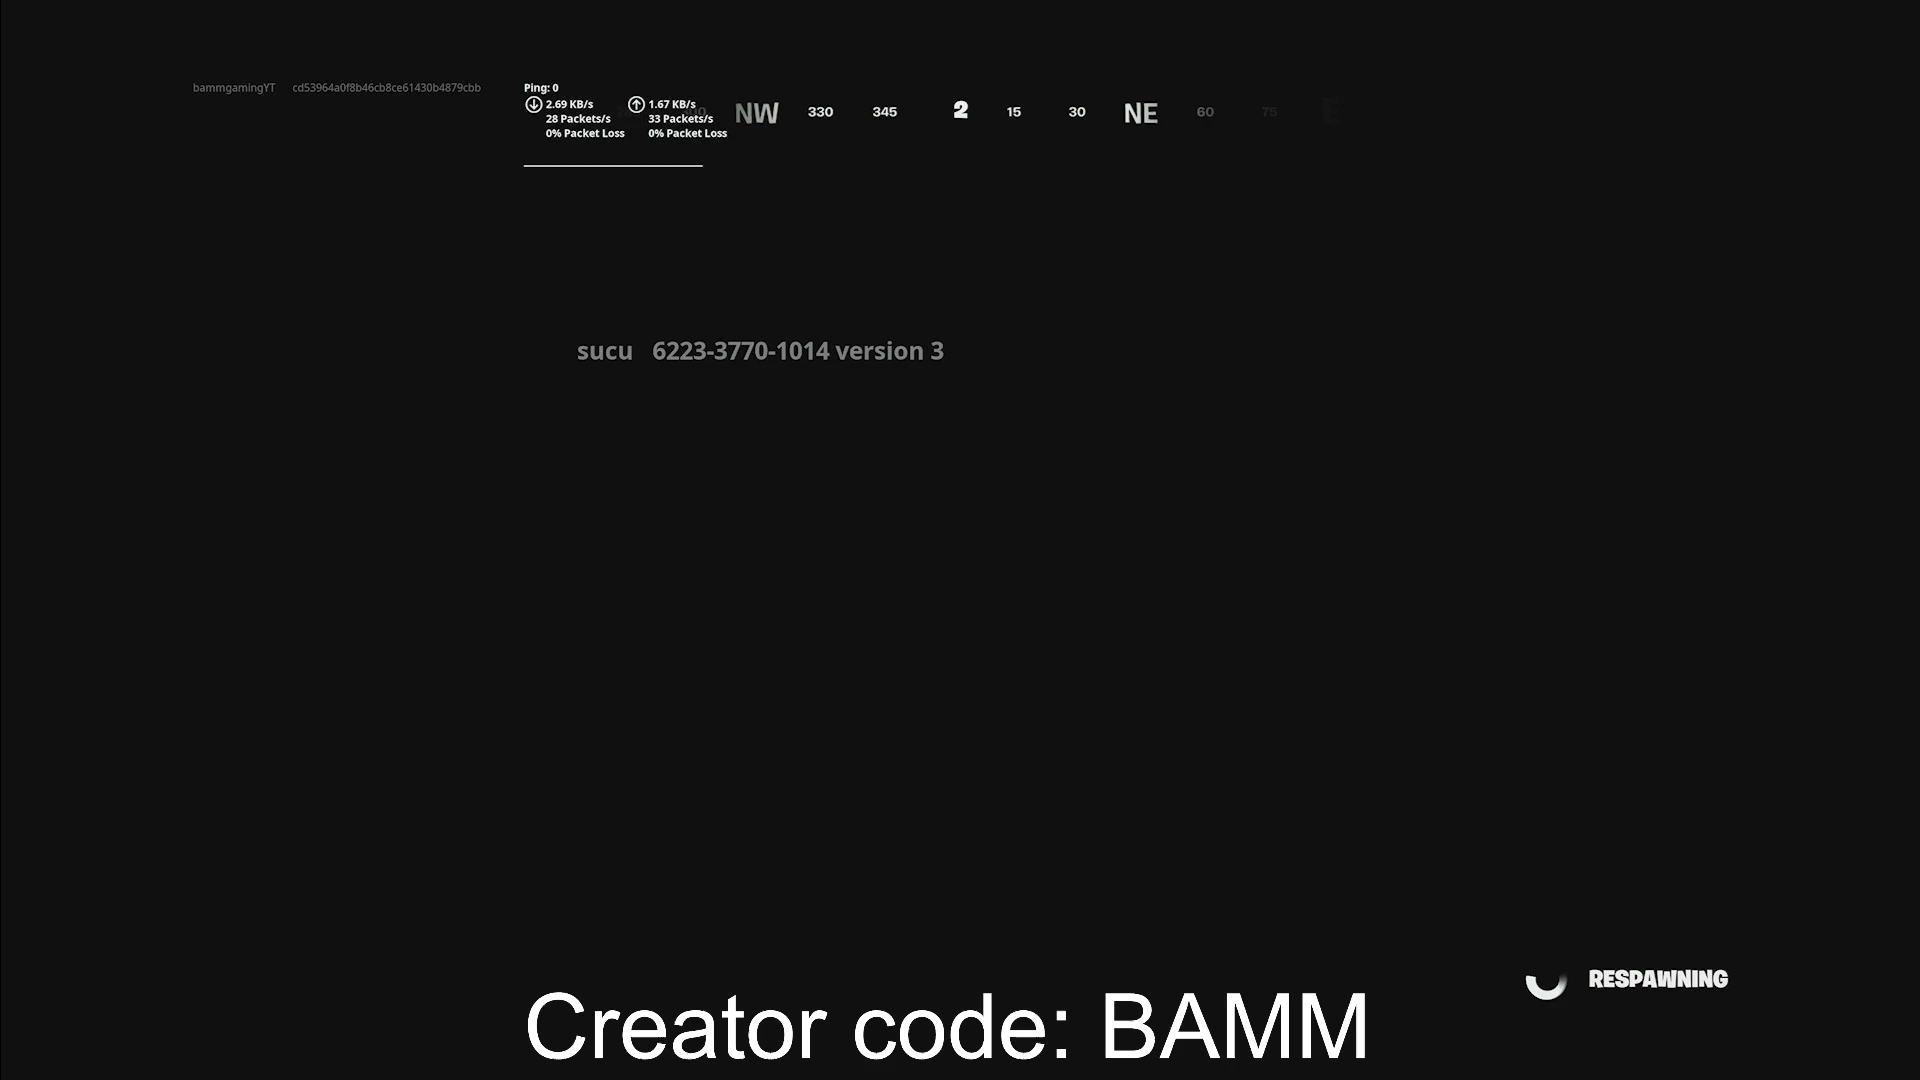 bammgamingYT cd53964a0f8b46cb8ce61430b4879cbb
Ping: 0
2.69 KB/s 1.67 KB/s
28 Packets/s 33 Packets/s
0% Packet Loss 0% Packet Loss
NW 330 345 2 15 30 NE 60 75 E
sucu 6223-3770-1014 version 3
RESPAWNING
Creator code: BAMM